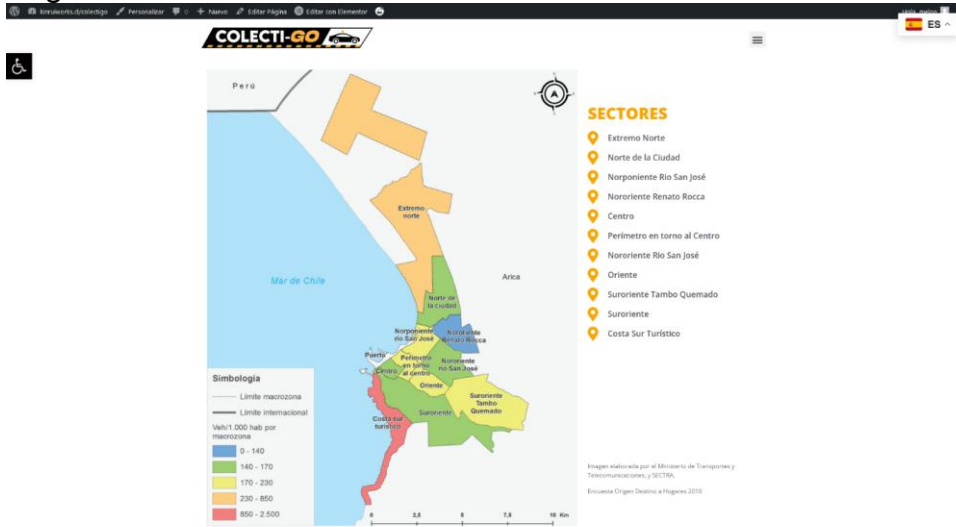 kinruiworks.cl/colectigo Personalizar 0 + Nuevo Editar Página Editar con Elementor
COLECTI-GO
ES
Perú
Extremo
norte
Mar de Chile
Arica
Norte de
la ciudad
Norponiente
río San José
Nororiente
Renato Rocca
Puerto
Perímetro
en torno
al centro
Nororiente
río San José
Centro
Oriente
Suroriente
Tambo
Quemado
Suroriente
Costa sur
turístico
Simbología
Límite macrozona
Límite internacional
Veh/1.000 hab por
macrozona
0 - 140
140 - 170
170 - 230
230 - 850
850 - 2.500
0 2,5 5 7,5 10 Km
SECTORES
Extremo Norte
Norte de la Ciudad
Norponiente Rio San José
Nororiente Renato Rocca
Centro
Perímetro en torno al Centro
Nororiente Rio San José
Oriente
Suroriente Tambo Quemado
Suroriente
Costa Sur Turístico
Imagen elaborada por el Ministerio de Transportes y
Telecomunicaciones, y SECTRA.
Encuesta Origen Destino a Hogares 2010